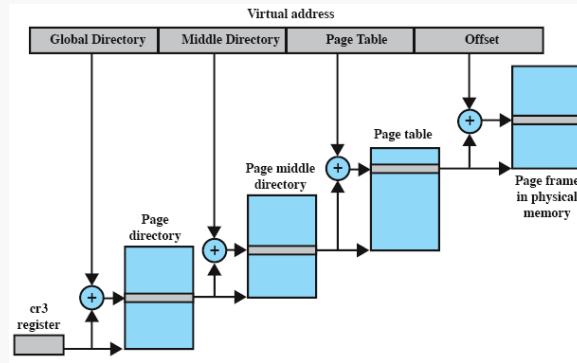 Virtual address
Global Directory
Middle Directory
Page Table
Offset
+
Page table
+
Page frame
in physical
memory
Page middle
directory
Page
directory
+
+
cr3
register